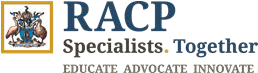 RACP
Specialists. Together
EDUCATE ADVOCATE INNOVATE